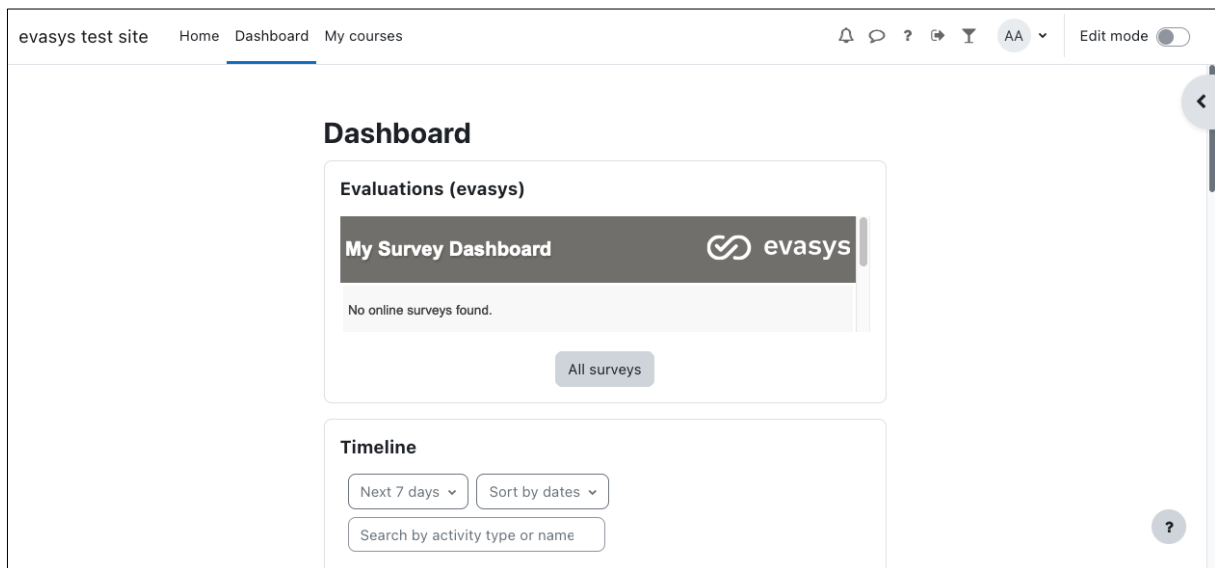 evasys test site Home Dashboard My courses ? AA Edit mode
Dashboard
Evaluations (evasys)
My Survey Dashboard evasys
No online surveys found.
All surveys
Timeline
Next 7 days Sort by dates
Search by activity type or name
?